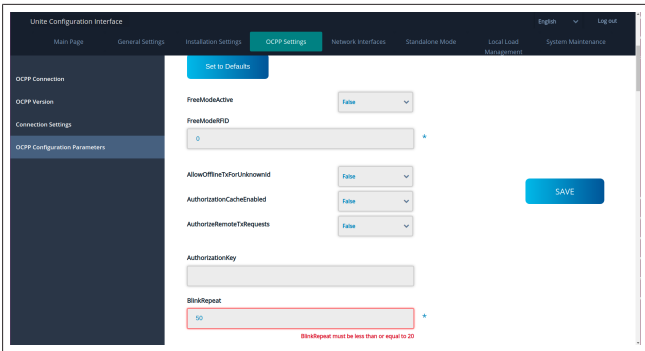 Unite Configuration Interface
English
Log out
Main Page
General Settings
Installation Settings
OCPP Settings
Network Interfaces
Standalone Mode
Local Load
Management
System Maintenance
OCPP Connection
OCPP Version
Connection Settings
OCPP Configuration Parameters
Set to Defaults
FreeModeActive
False
FreeModeRFID
0
*
AllowOfflineTxForUnknownId
False
AuthorizationCacheEnabled
False
AuthorizeRemoteTxRequests
False
SAVE
AuthorizationKey
BlinkRepeat
50
*
BlinkRepeat must be less than or equal to 20